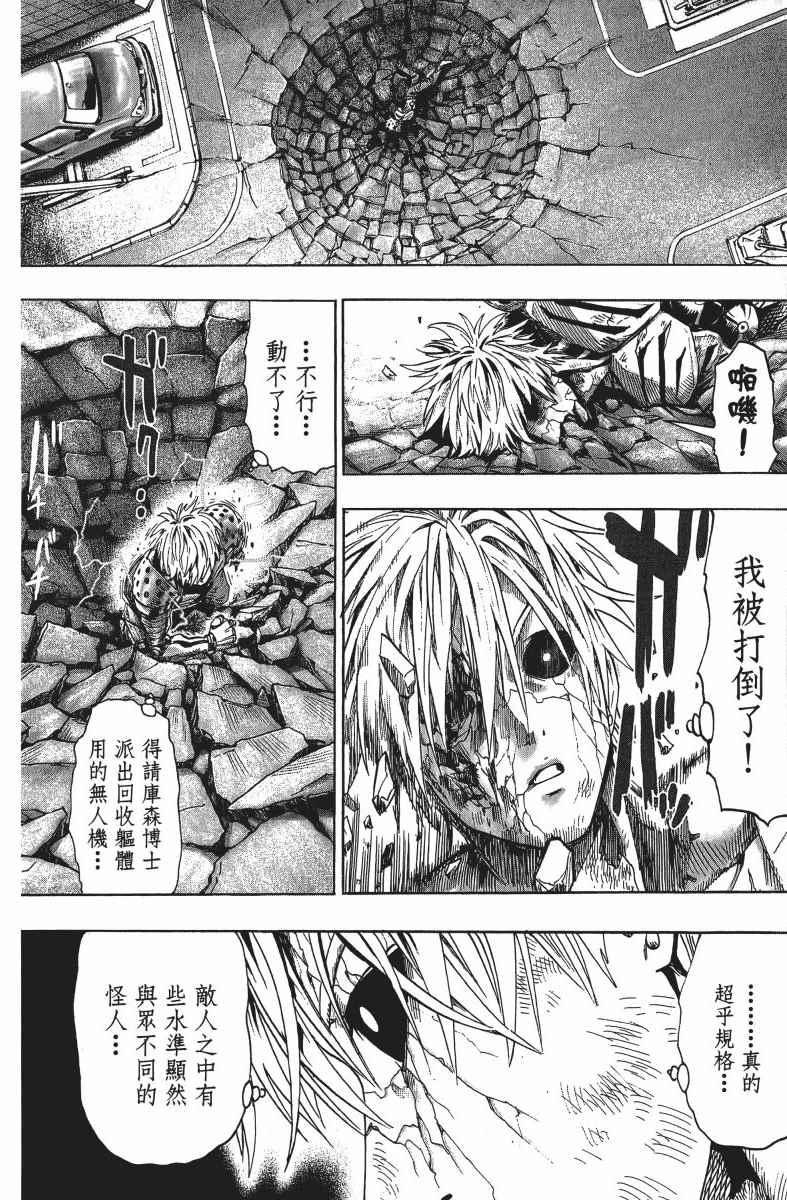 啪嘰！
我被打倒了！
ガ
バ
…不行…
動不了…
ガ
ク…
バチ
バチ
得請庫森博士
派出回收軀體
用的無人機…
………真的
超乎規格…
敵人之中有
些水準顯然
與眾不同的
怪人…